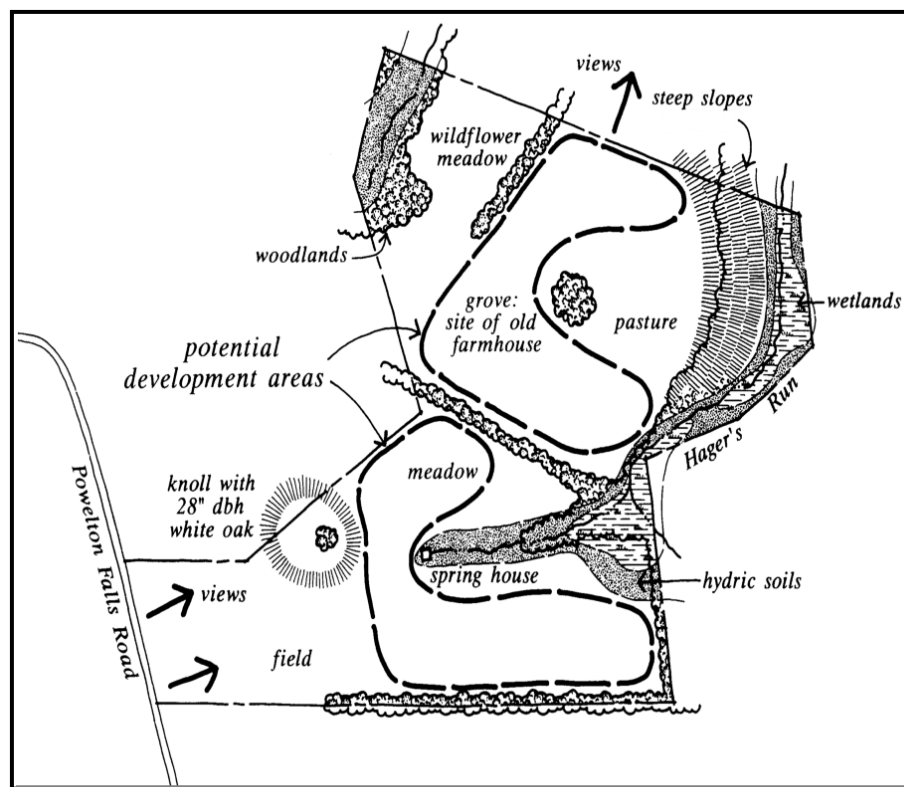 views
steep slopes
wildflower
meadow
woodlands
wetlands
grove:
site of old
farmhouse
pasture
potential
development areas
Hager's Run
meadow
knoll with
28" dbh
white oak
Powelton Falls Road
spring house
hydric soils
views
field